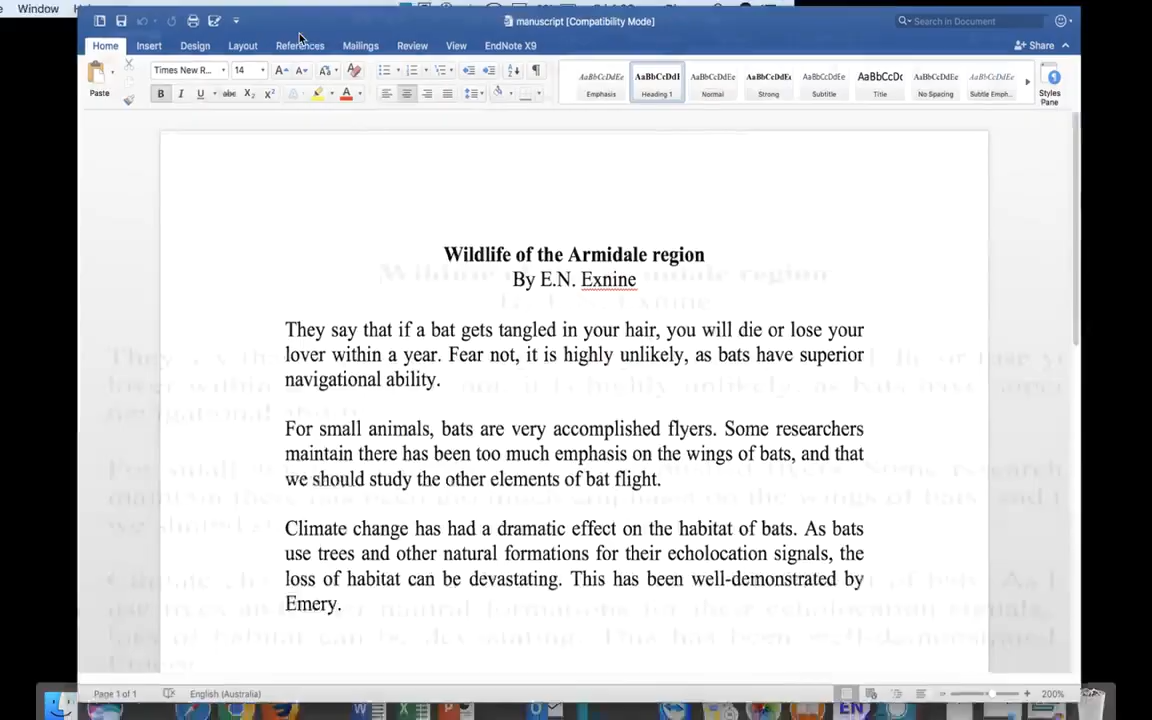 Window
manuscript [Compatibility Mode]
Search in Document
Home Insert Design Layout References Mailings Review View EndNote X9
Share
Paste
Times New R... 14
B I U abc X₂ X²
A
AaBbCcDdEe AaBbCcDdI AaBbCcDdEe AaBbCcDdEe AaBbCcDdEe AaBbCcDc AaBbCcDdEe AaBbCcDdEe
Emphasis Heading 1 Normal Strong Subtitle Title No Spacing Subtle Emph...
Styles
Pane
Wildlife of the Armidale region
By E.N. Exnine
They say that if a bat gets tangled in your hair, you will die or lose your
lover within a year. Fear not, it is highly unlikely, as bats have superior
navigational ability.
For small animals, bats are very accomplished flyers. Some researchers
maintain there has been too much emphasis on the wings of bats, and that
we should study the other elements of bat flight.
Climate change has had a dramatic effect on the habitat of bats. As bats
use trees and other natural formations for their echolocation signals, the
loss of habitat can be devastating. This has been well-demonstrated by
Emery.
Page 1 of 1 English (Australia) 200%
EN